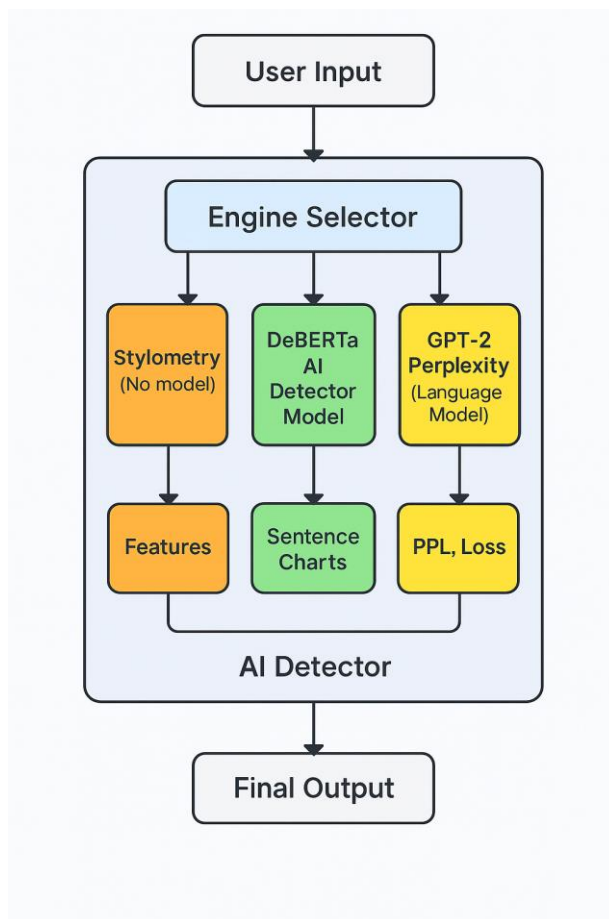 User Input
Engine Selector
Stylometry
(No model)
DeBERTa
AI
Detector
Model
GPT-2
Perplexity
(Language
Model)
Features
Sentence
Charts
PPL, Loss
AI Detector
Final Output